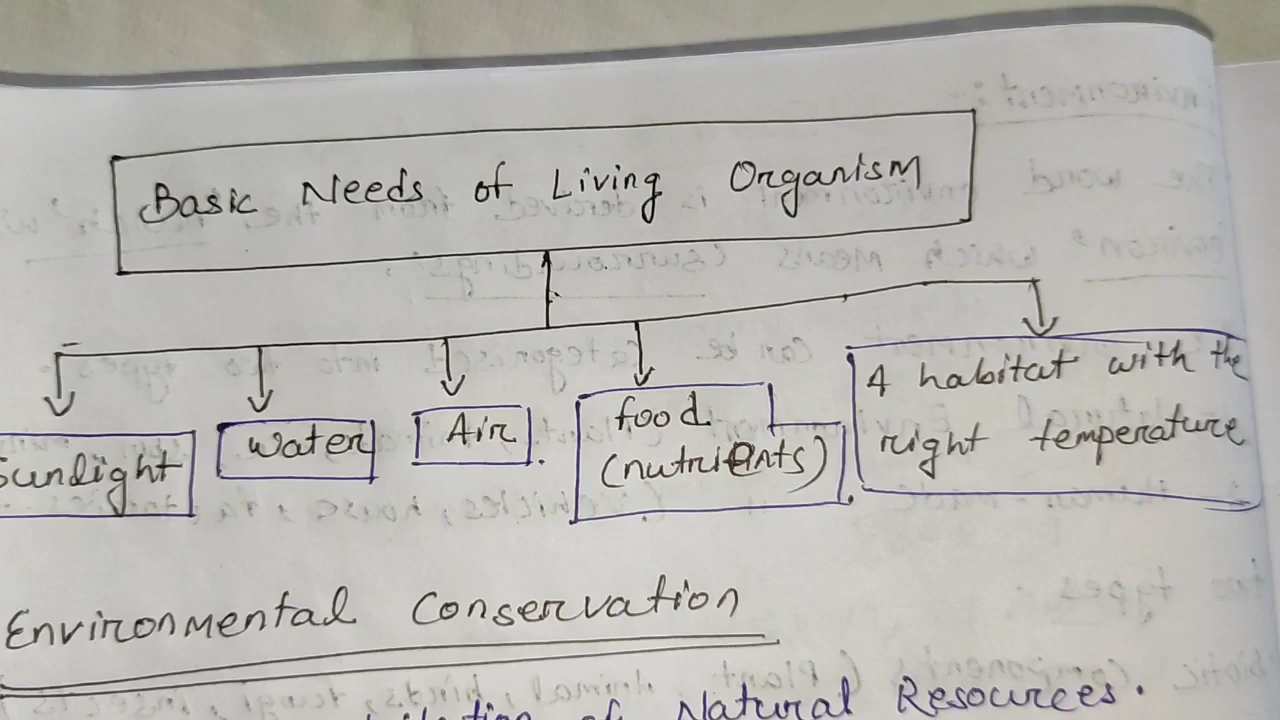 Basic Needs of Living Organism
Sunlight
Water
Air.
food
(nutrients).
A habitat with the
right temperature
Environmental Conservation
of Natural Resources.